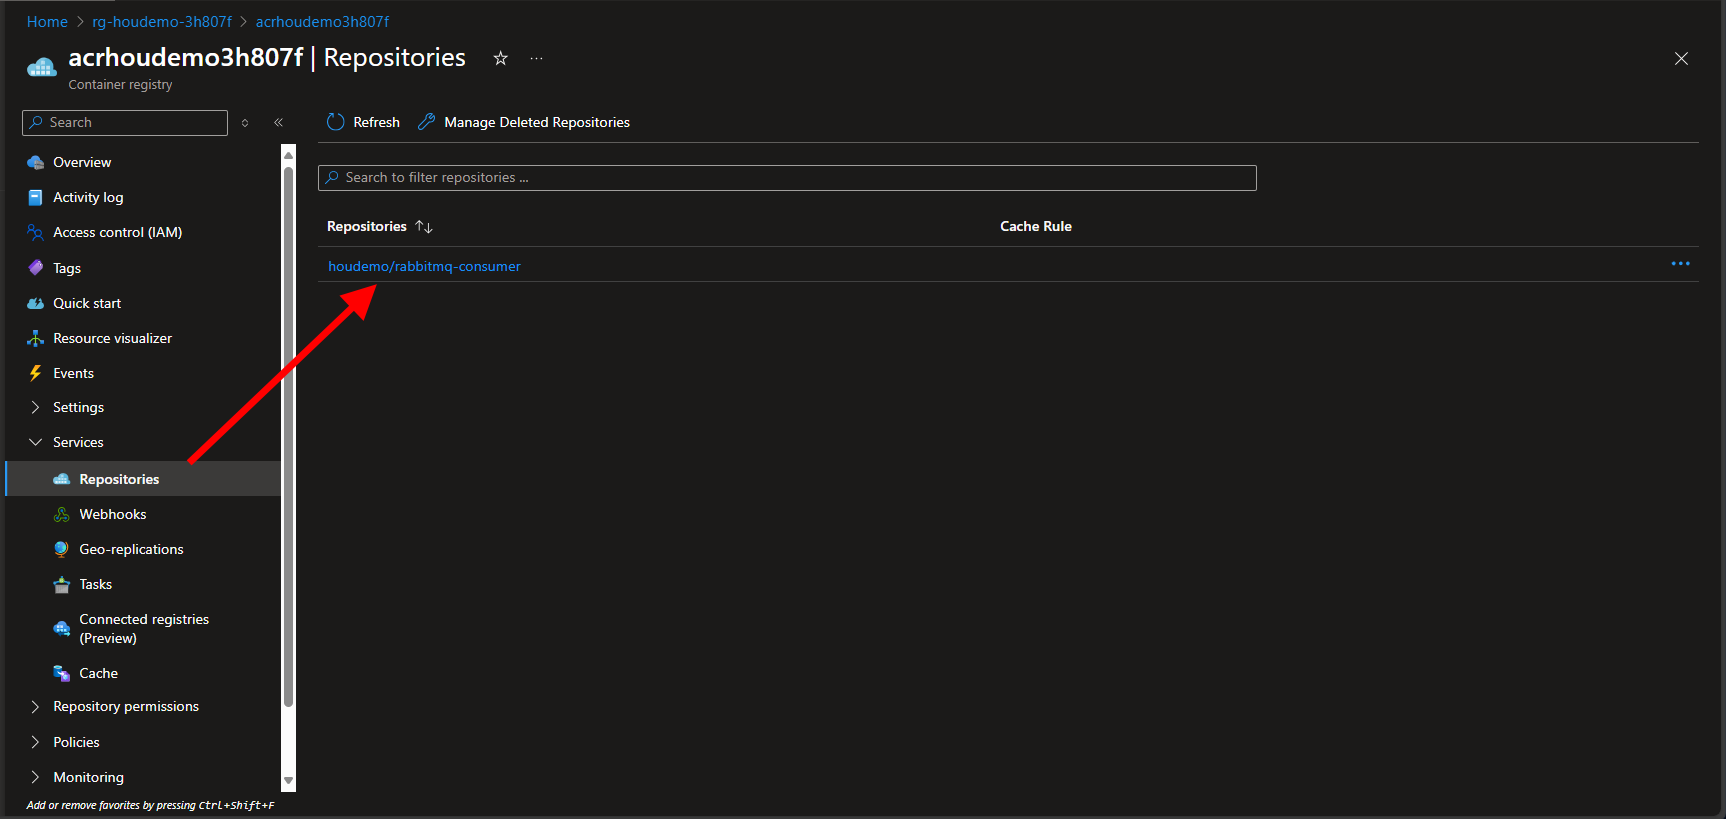 Home > rg-houdemo-3h807f > acrhoudemo3h807f
acrhoudemo3h807f | Repositories
Container registry
Search
Refresh Manage Deleted Repositories
Overview
Activity log
Access control (IAM)
Tags
Quick start
Resource visualizer
Events
Settings
Services
Repositories
Webhooks
Geo-replications
Tasks
Connected registries
(Preview)
Cache
Repository permissions
Policies
Monitoring
Add or remove favorites by pressing Ctrl+Shift+F
Search to filter repositories ...
Repositories Cache Rule
houdemo/rabbitmq-consumer